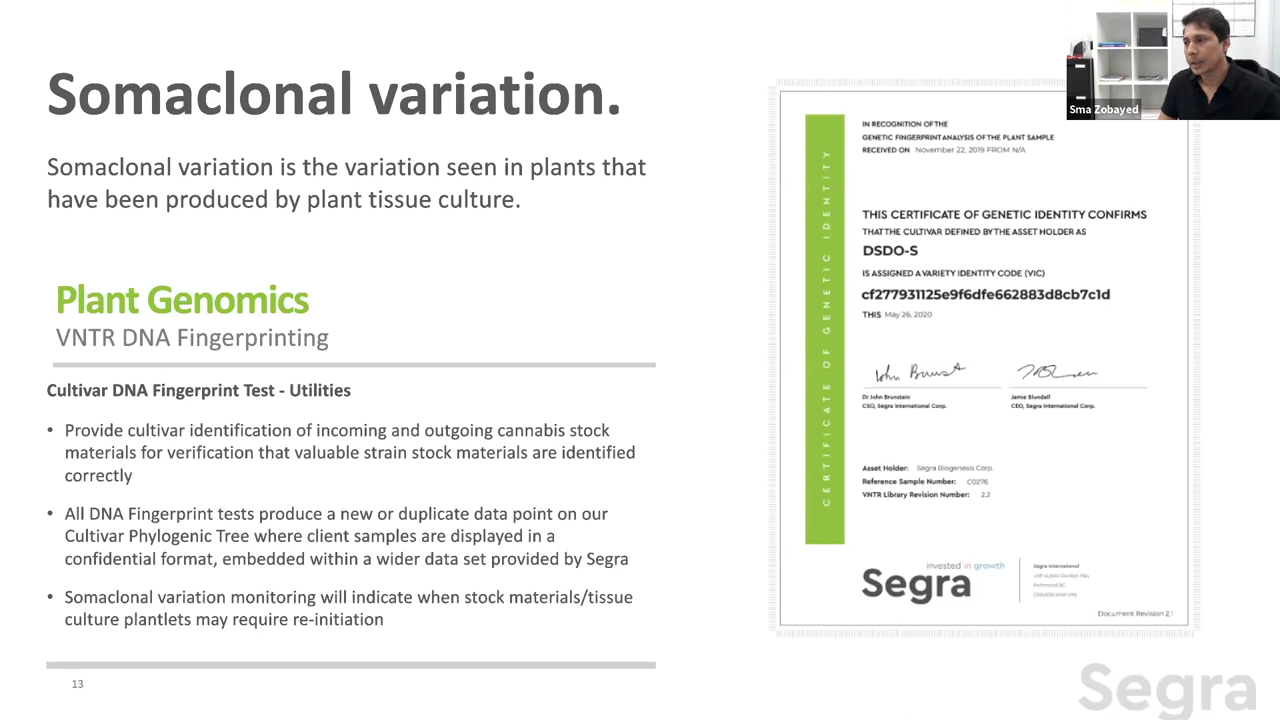 Somaclonal variation.
Somaclonal variation is the variation seen in plants that
have been produced by plant tissue culture.
Plant Genomics
VNTR DNA Fingerprinting
Cultivar DNA Fingerprint Test - Utilities
• Provide cultivar identification of incoming and outgoing cannabis stock
materials for verification that valuable strain stock materials are identified
correctly
• All DNA Fingerprint tests produce a new or duplicate data point on our
Cultivar Phylogenic Tree where client samples are displayed in a
confidential format, embedded within a wider data set provided by Segra
• Somaclonal variation monitoring will indicate when stock materials/tissue
culture plantlets may require re-initiation
13
Sma Zobayed
CERTIFICATE OF GENETIC IDENTITY
IN RECOGNITION OF THE
GENETIC FINGERPRINT ANALYSIS OF THE PLANT SAMPLE
RECEIVED ON November 22, 2019 FROM N/A
THIS CERTIFICATE OF GENETIC IDENTITY CONFIRMS
THAT THE CULTIVAR DEFINED BY THE ASSET HOLDER AS
DSDO-S
IS ASSIGNED A VARIETY IDENTITY CODE (VIC)
cf277931125e9f6dfe662883d8cb7c1d
THIS May 26, 2020
Dr John Brunstein
CSO, Segra International Corp.
Jamie Blundell
CEO, Segra International Corp.
Asset Holder: Segra Biogenesis Corp.
Reference Sample Number: C0276
VNTR Library Revision Number: 2.2
invested in growth
Segra
Segra International
Richmond BC
Document Revision 2.1
Segra